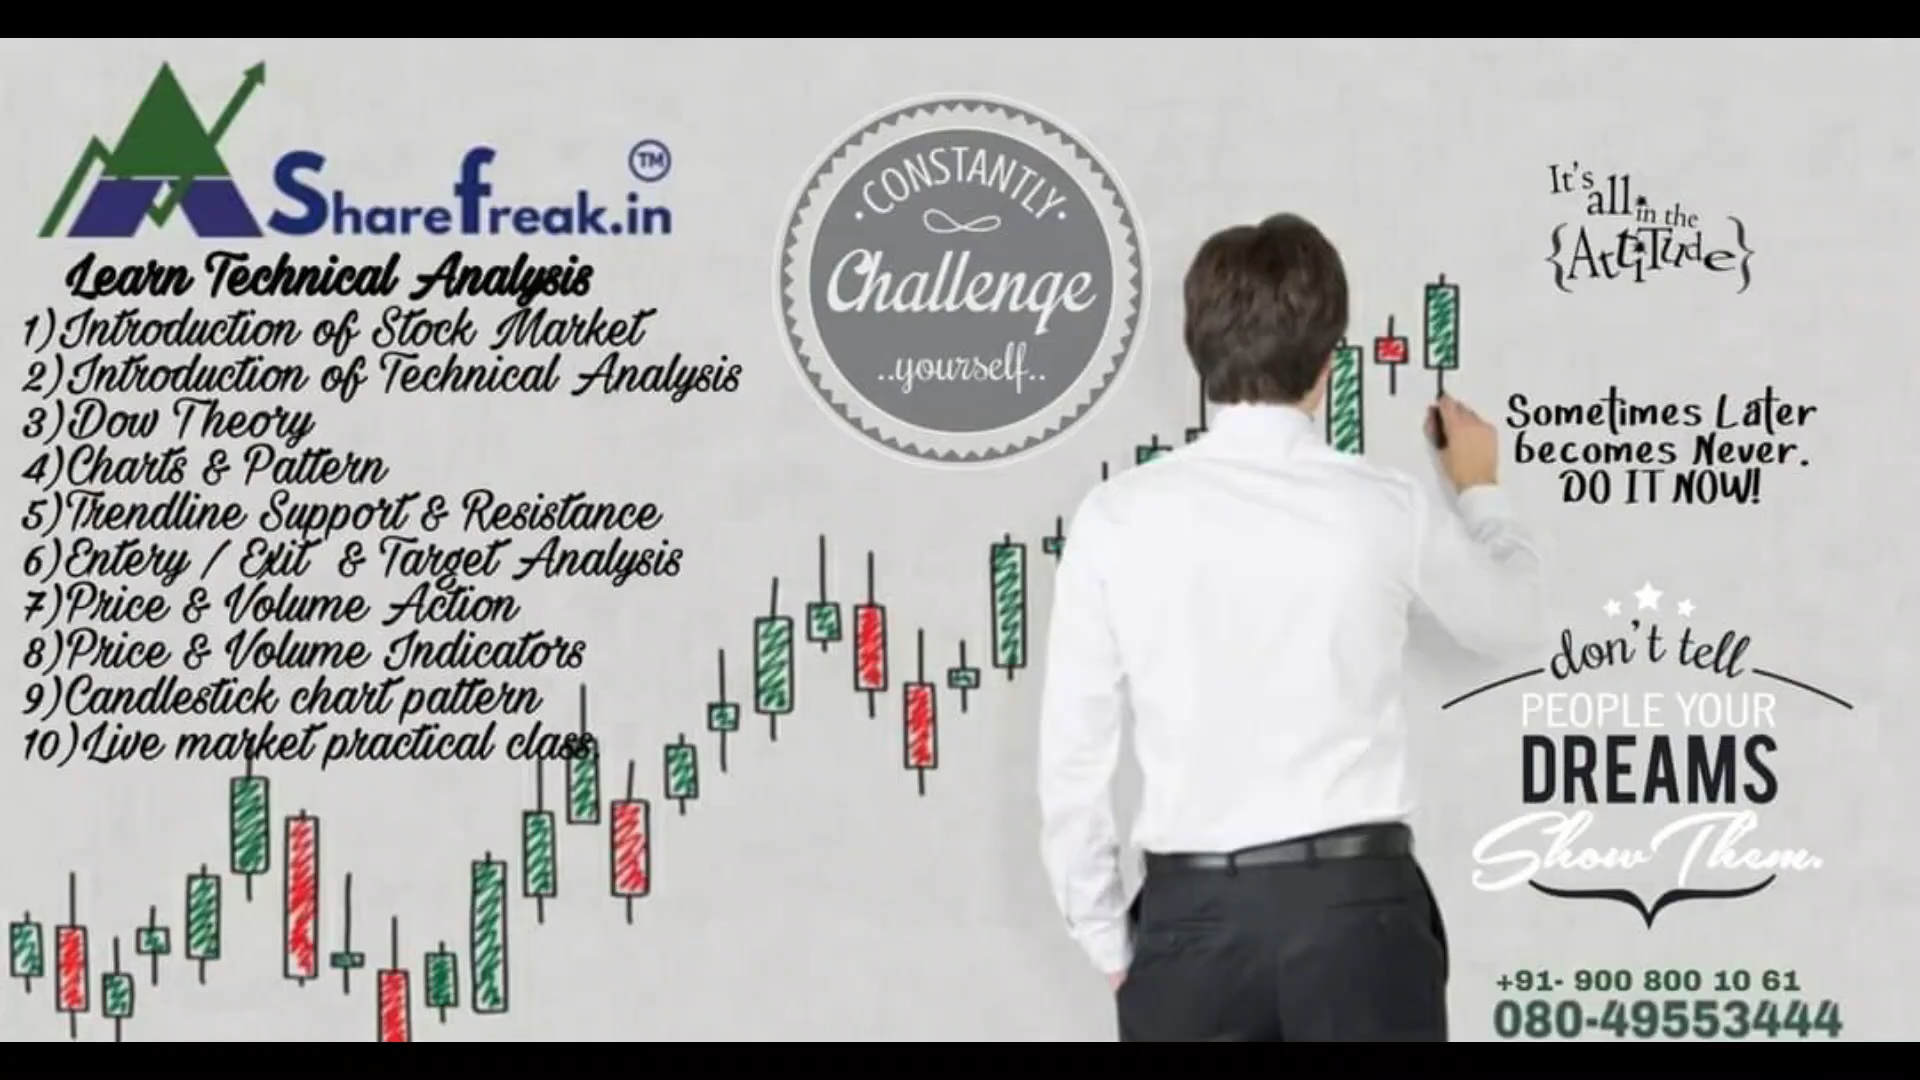 Sharefreak.in TM
Learn Technical Analysis
1)Introduction of Stock Market
2)Introduction of Technical Analysis
3)Dow Theory
4)Charts & Pattern
5)Trendline Support & Resistance
6)Entery / Exit & Target Analysis
7)Price & Volume Action
8)Price & Volume Indicators
9)Candlestick chart pattern
10)Live market practical class.
· CONSTANTLY ·
Challenge
..yourself..
It's
all in the
{AttiTude}
Sometimes Later
becomes Never.
DO IT NOW!
don't tell
PEOPLE YOUR
DREAMS
Show Them.
+91- 900 800 10 61
080-49553444